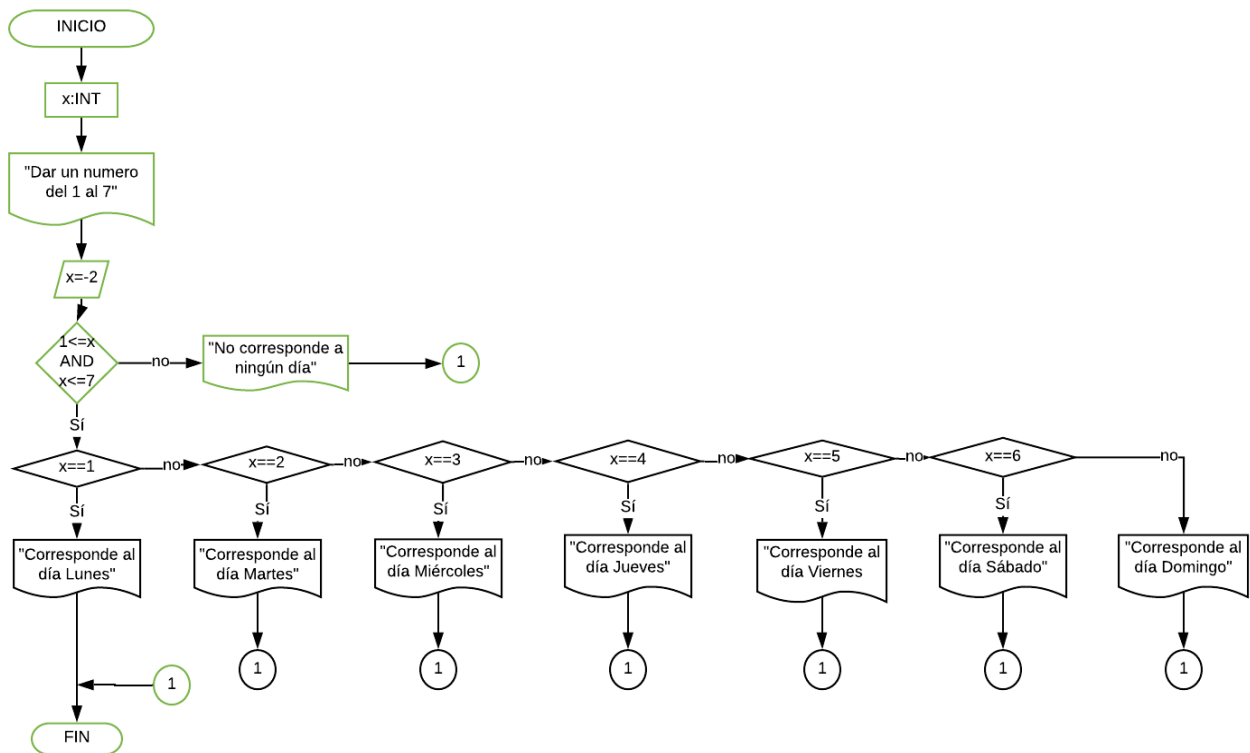 INICIO
x:INT
"Dar un numero
del 1 al 7"
x=-2
1<=x
AND
x<=7
no
"No corresponde a
ningún día"
1
Sí
x==1
no
x==2
no
x==3
no
x==4
no
x==5
no
x==6
no
Sí
Sí
Sí
Sí
Sí
Sí
"Corresponde al
día Lunes"
"Corresponde al
día Martes"
"Corresponde al
día Miércoles"
"Corresponde al
día Jueves"
"Corresponde al
día Viernes
"Corresponde al
día Sábado"
"Corresponde al
día Domingo"
1
1
1
1
1
1
1
FIN